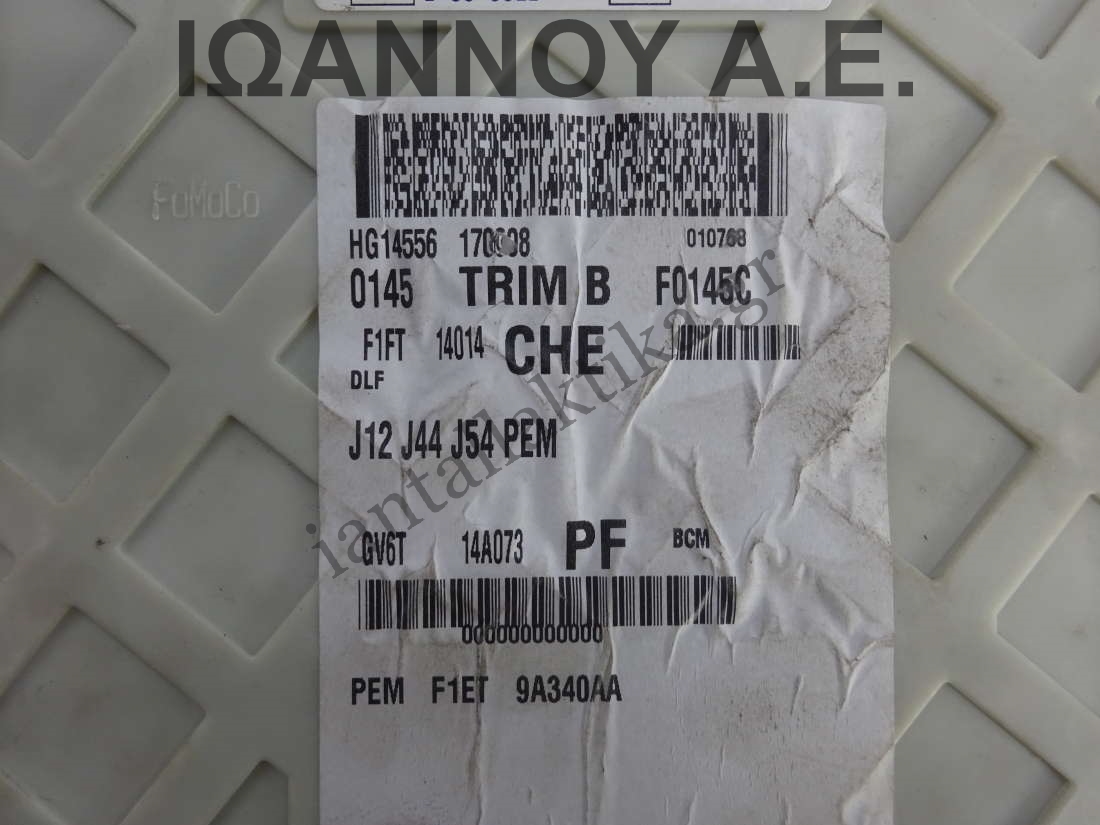 ΙΩΑΝΝΟΥ Α.Ε.
FoMoCo
HG14556 010768
0145 TRIM B F0145C
F1FT 14014 CHE
DLF
J12 J44 J54 PEM
iantallaktika.gr
GV6T 14A073 PF BCM
000000000000
PEM F1ET 9A340AA